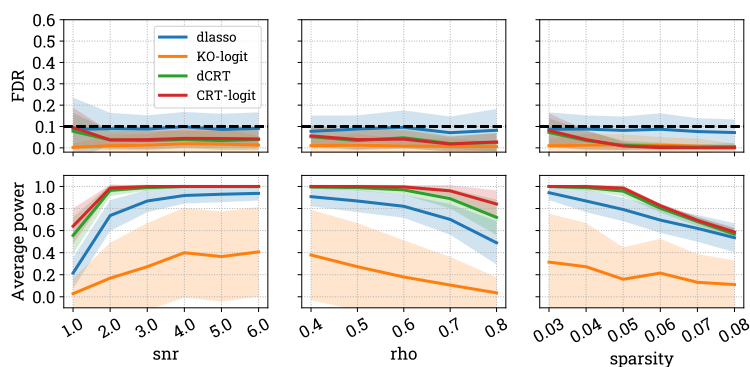 FDR
0.6
0.5
0.4
0.3
0.2
0.1
0.0
dlasso
KO-logit
dCRT
CRT-logit
Average power
1.0
0.8
0.6
0.4
0.2
0.0
1.0 2.0 3.0 4.0 5.0 6.0
snr
0.4 0.5 0.6 0.7 0.8
rho
0.03 0.04 0.05 0.06 0.07 0.08
sparsity